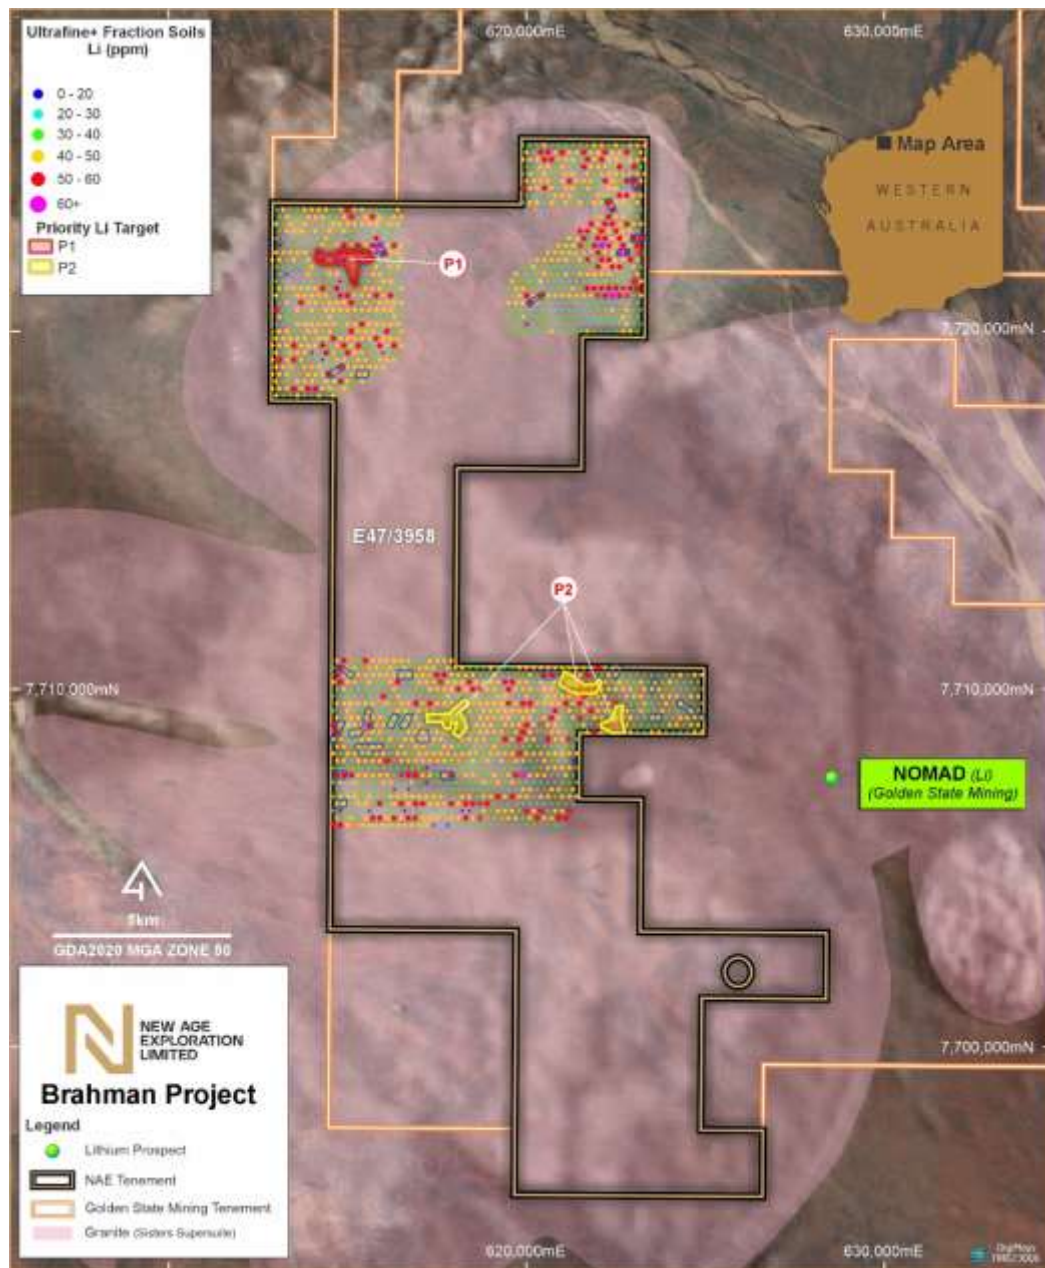 Ultrafine+ Fraction Soils
Li (ppm)
0 - 20
20 - 30
30 - 40
40 - 50
50 - 60
60+
Priority Li Target
P1
P2
620,000mE
630,000mE
Map Area
WESTERN
AUSTRALIA
P1
7,720,000mN
E47/3958
P2
7,710,000mN
7,710,000mN
NOMAD (Li)
(Golden State Mining)
5km
GDA2020 MGA ZONE 50
7,700,000mN
NEW AGE
EXPLORATION
LIMITED
Brahman Project
Legend
Lithium Prospect
NAE Tenement
Golden State Mining Tenement
Granite (Sisters Supersuite)
620,000mE
630,000mE